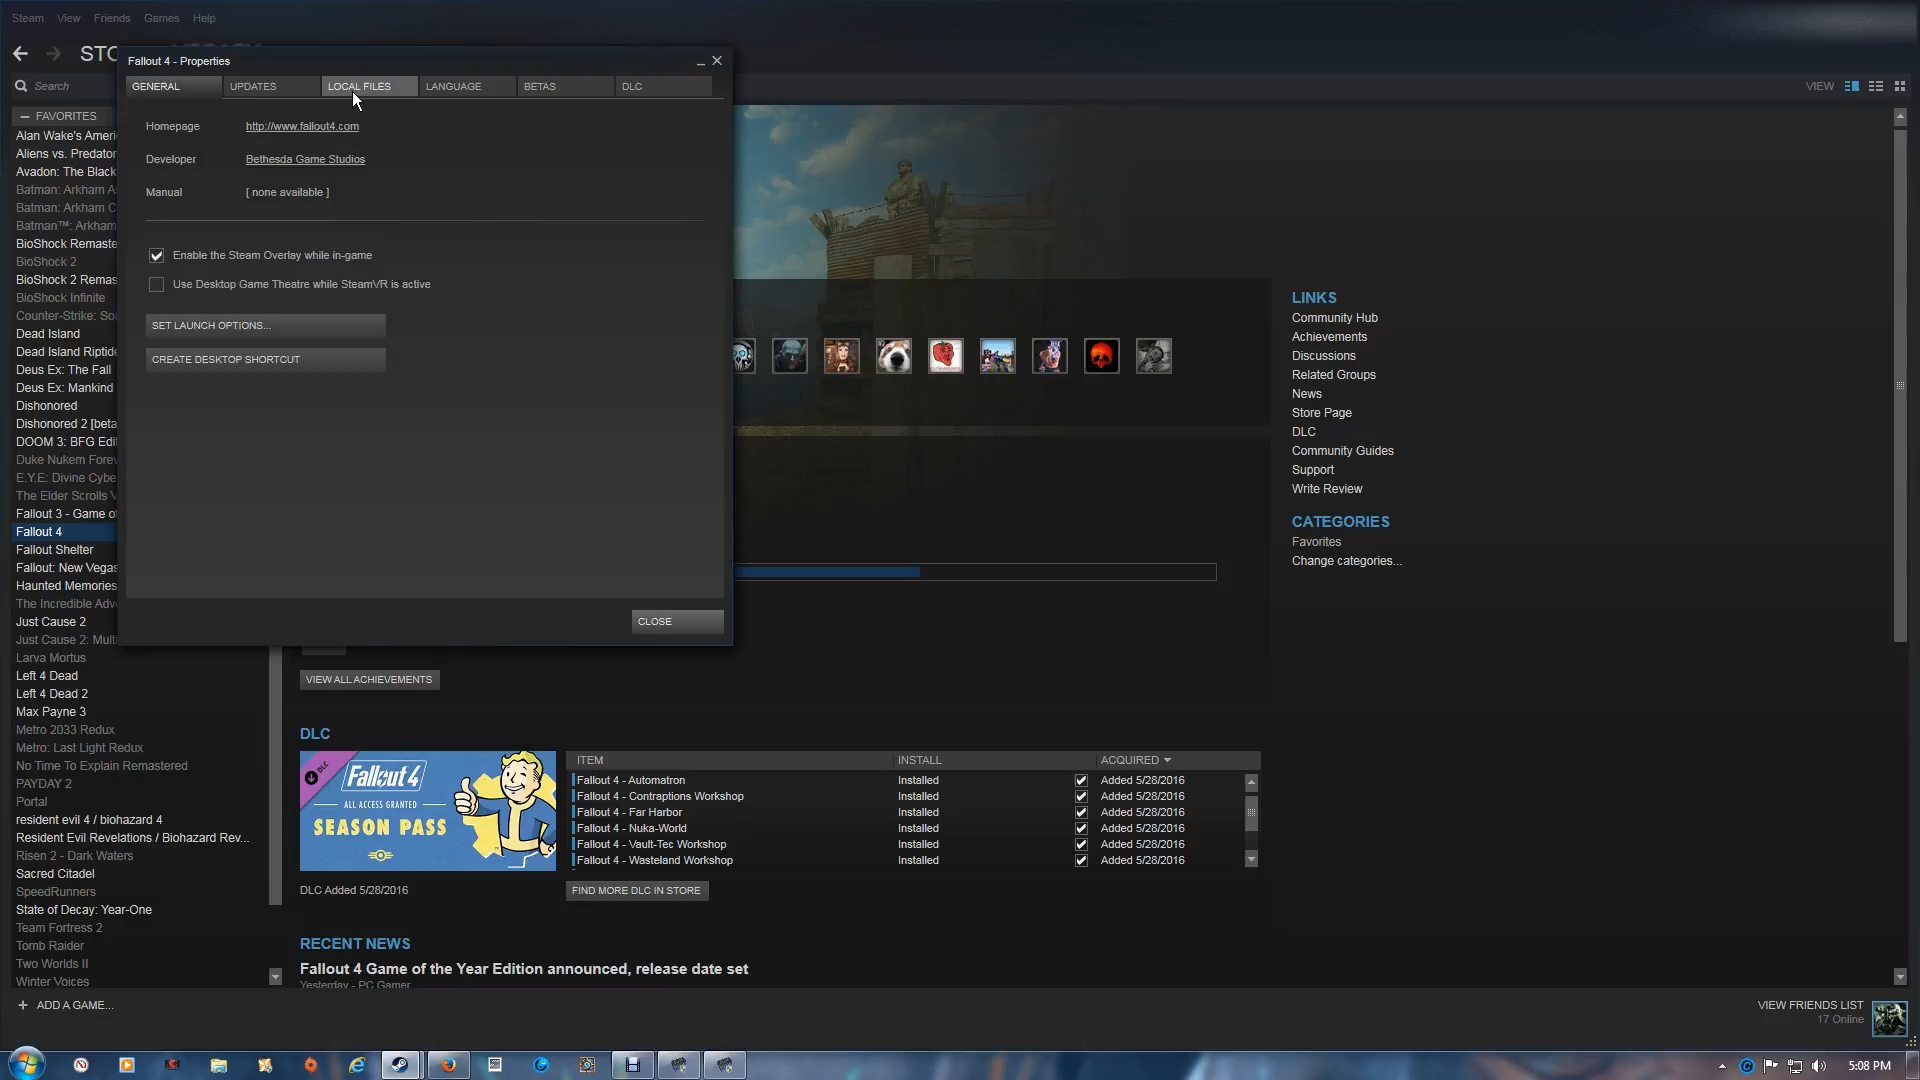 Steam View Friends Games Help
STO
Search
VIEW
Fallout 4 - Properties
GENERAL UPDATES LOCAL FILES LANGUAGE BETAS DLC
Homepage http://www.fallout4.com
Developer Bethesda Game Studios
Manual [ none available ]
Enable the Steam Overlay while in-game
Use Desktop Game Theatre while SteamVR is active
SET LAUNCH OPTIONS...
CREATE DESKTOP SHORTCUT
CLOSE
— FAVORITES
Alan Wake's Ameri
Aliens vs. Predator
Avadon: The Black
Batman: Arkham A
Batman: Arkham C
Batman™: Arkham
BioShock Remaste
BioShock 2
BioShock 2 Remas
BioShock Infinite
Counter-Strike: So
Dead Island
Dead Island Riptide
Deus Ex: The Fall
Deus Ex: Mankind
Dishonored
Dishonored 2 [beta
DOOM 3: BFG Edit
Duke Nukem Forev
E.Y.E: Divine Cybe
The Elder Scrolls V
Fallout 3 - Game of
Fallout 4
Fallout Shelter
Fallout: New Vegas
Haunted Memories
The Incredible Adv
Just Cause 2
Just Cause 2: Mult
Larva Mortus
Left 4 Dead
Left 4 Dead 2
Max Payne 3
Metro 2033 Redux
Metro: Last Light Redux
No Time To Explain Remastered
PAYDAY 2
Portal
resident evil 4 / biohazard 4
Resident Evil Revelations / Biohazard Rev...
Risen 2 - Dark Waters
Sacred Citadel
SpeedRunners
State of Decay: Year-One
Team Fortress 2
Tomb Raider
Two Worlds II
Winter Voices
+ ADD A GAME...
LINKS
Community Hub
Achievements
Discussions
Related Groups
News
Store Page
DLC
Community Guides
Support
Write Review
CATEGORIES
Favorites
Change categories...
VIEW ALL ACHIEVEMENTS
DLC
DLC
Fallout 4
ALL ACCESS GRANTED
SEASON PASS
DLC Added 5/28/2016
ITEM INSTALL ACQUIRED
Fallout 4 - Automatron Installed Added 5/28/2016
Fallout 4 - Contraptions Workshop Installed Added 5/28/2016
Fallout 4 - Far Harbor Installed Added 5/28/2016
Fallout 4 - Nuka-World Installed Added 5/28/2016
Fallout 4 - Vault-Tec Workshop Installed Added 5/28/2016
Fallout 4 - Wasteland Workshop Installed Added 5/28/2016
FIND MORE DLC IN STORE
RECENT NEWS
Fallout 4 Game of the Year Edition announced, release date set
Yesterday - PC Gamer
VIEW FRIENDS LIST
17 Online
5:08 PM